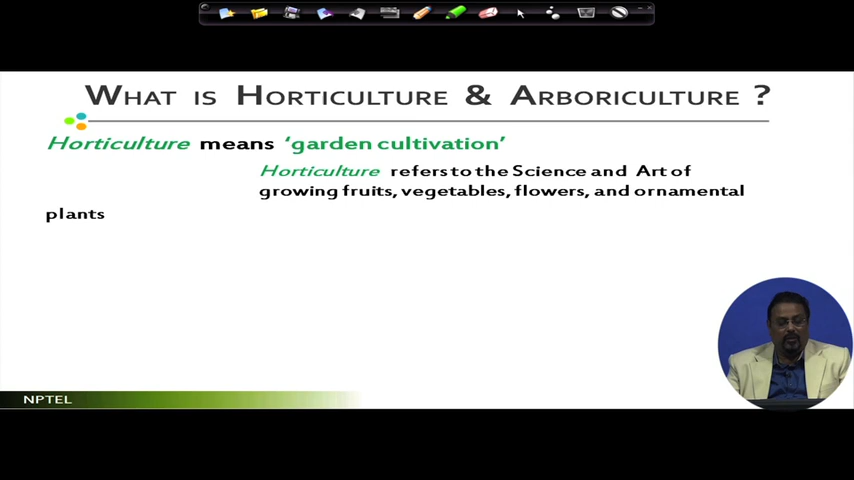 WHAT IS HORTICULTURE & ARBORICULTURE ?
Horticulture means ‘garden cultivation’
Horticulture refers to the Science and Art of
growing fruits, vegetables, flowers, and ornamental
plants
NPTEL